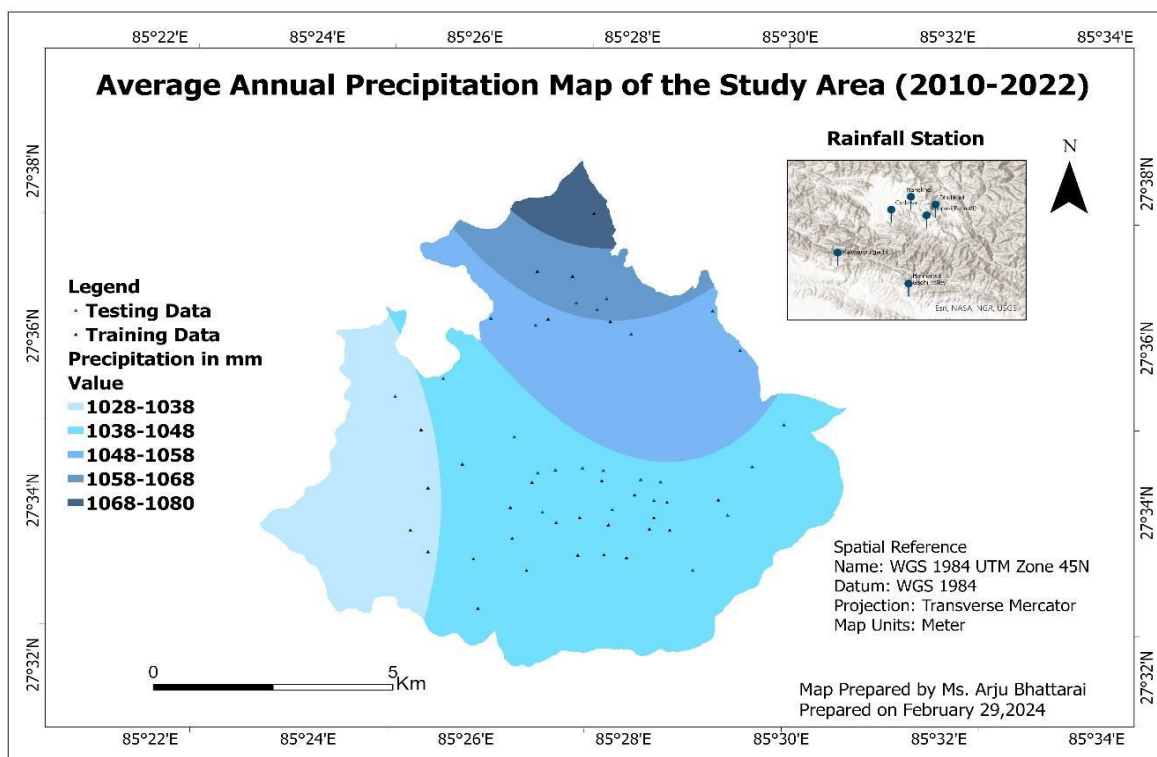 85°22'E 85°24'E 85°26'E 85°28'E 85°30'E 85°32'E 85°34'E
Average Annual Precipitation Map of the Study Area (2010-2022)
Rainfall Station
N
27°38'N
27°38'N
Esri, NASA, NGA, USGS
Legend
Testing Data
Training Data
Precipitation in mm
Value
1028-1038
1038-1048
1048-1058
1058-1068
1068-1080
27°36'N
27°36'N
27°34'N
27°34'N
Spatial Reference
Name: WGS 1984 UTM Zone 45N
Datum: WGS 1984
Projection: Transverse Mercator
Map Units: Meter
27°32'N
27°32'N
0 5
Km
Map Prepared by Ms. Arju Bhattarai
Prepared on February 29,2024
85°22'E 85°24'E 85°26'E 85°28'E 85°30'E 85°32'E 85°34'E